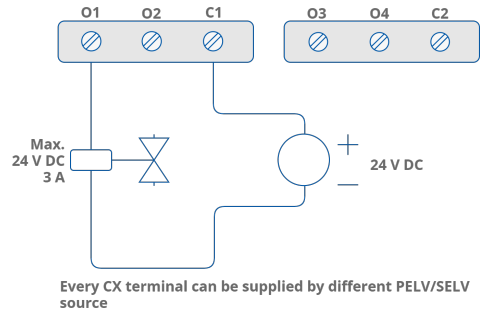 O1 O2 C1 O3 O4 C2
Max.
24 V DC
3 A
24 V DC
Every CX terminal can be supplied by different PELV/SELV
source